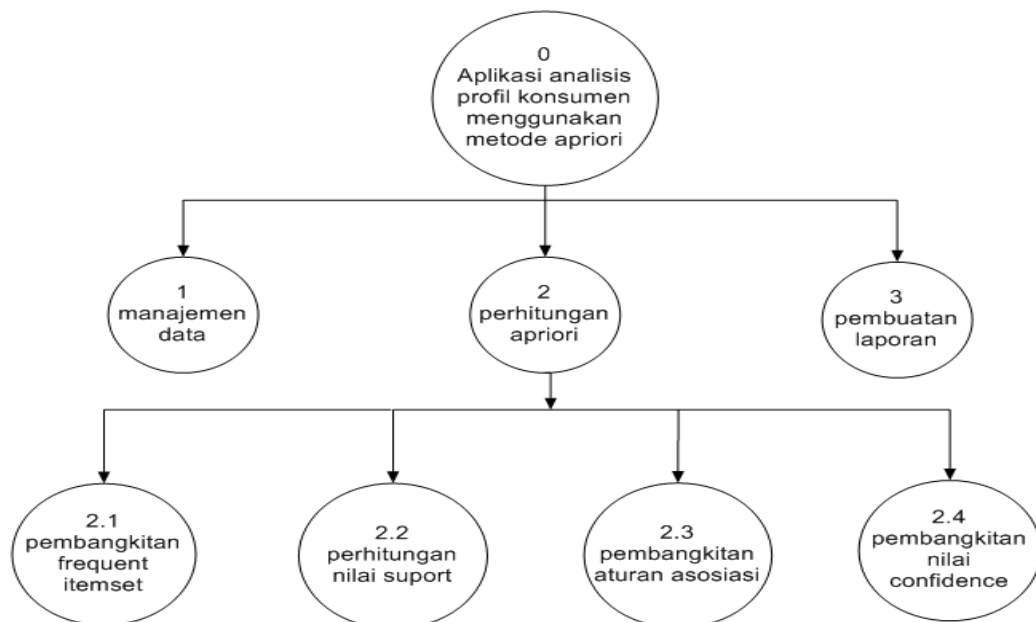 0
Aplikasi analisis
profil konsumen
menggunakan
metode apriori
1
manajemen
data
2
perhitungan
apriori
3
pembuatan
laporan
2.1
pembangkitan
frequent
itemset
2.2
perhitungan
nilai suport
2.3
pembangkitan
aturan asosiasi
2.4
pembangkitan
nilai
confidence